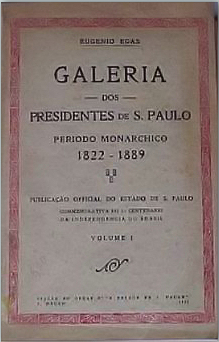 EUGENIO EGAS
GALERIA
— DOS —
PRESIDENTES DE S. PAULO
PERIODO MONARCHICO
1822 - 1889
PUBLICAÇÃO OFFICIAL DO ESTADO DE S. PAULO
COMMEMORATIVA DO 1º CENTENARIO
DA INDEPENDENCIA DO BRASIL
VOLUME I